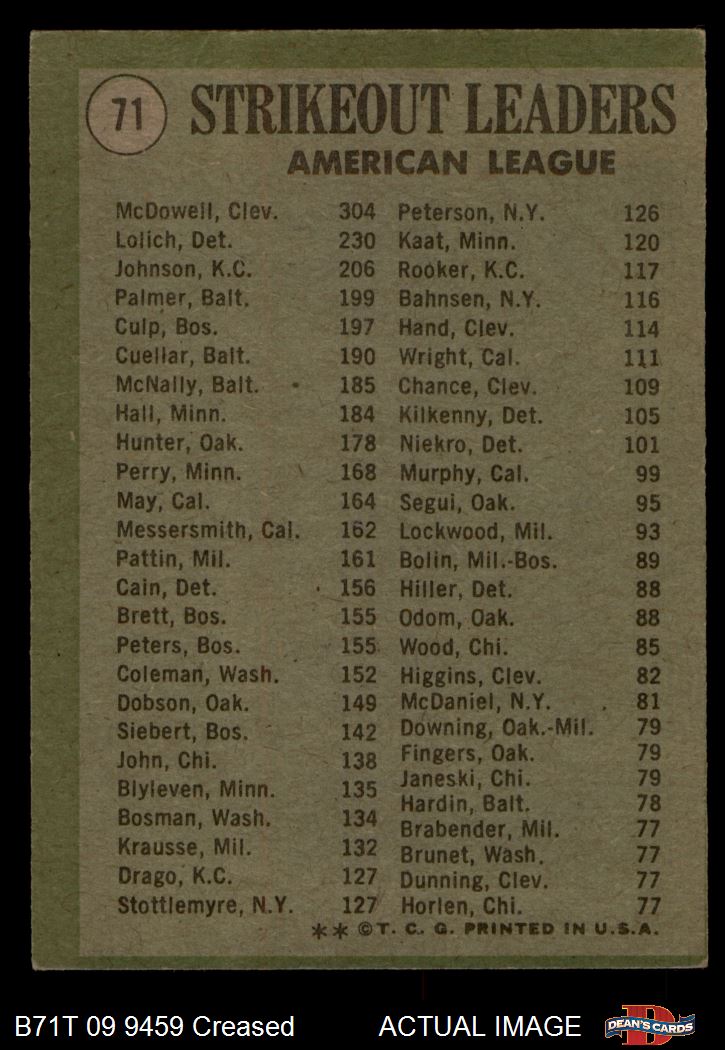 71 STRIKEOUT LEADERS
AMERICAN LEAGUE
McDowell, Clev. 304
Lolich, Det. 230
Johnson, K.C. 206
Palmer, Balt. 199
Culp, Bos. 197
Cuellar, Balt. 190
McNally, Balt. 185
Hall, Minn. 184
Hunter, Oak. 178
Perry, Minn. 168
May, Cal. 164
Messersmith, Cal. 162
Pattin, Mil. 161
Cain, Det. 156
Brett, Bos. 155
Peters, Bos. 155
Coleman, Wash. 152
Dobson, Oak. 149
Siebert, Bos. 142
John, Chi. 138
Blyleven, Minn. 135
Bosman, Wash. 134
Krausse, Mil. 132
Drago, K.C. 127
Stottlemyre, N.Y. 127
Peterson, N.Y. 126
Kaat, Minn. 120
Rooker, K.C. 117
Bahnsen, N.Y. 116
Hand, Clev. 114
Wright, Cal. 111
Chance, Clev. 109
Kilkenny, Det. 105
Niekro, Det. 101
Murphy, Cal. 99
Segui, Oak. 95
Lockwood, Mil. 93
Bolin, Mil.-Bos. 89
Hiller, Det. 88
Odom, Oak. 88
Wood, Chi. 85
Higgins, Clev. 82
McDaniel, N.Y. 81
Downing, Oak.-Mil. 79
Fingers, Oak. 79
Janeski, Chi. 79
Hardin, Balt. 78
Brabender, Mil. 77
Brunet, Wash. 77
Dunning, Clev. 77
Horlen, Chi. 77
** ©T. C. G. PRINTED IN U.S.A.
B71T 09 9459 Creased ACTUAL IMAGE
D
DEAN'S CARDS